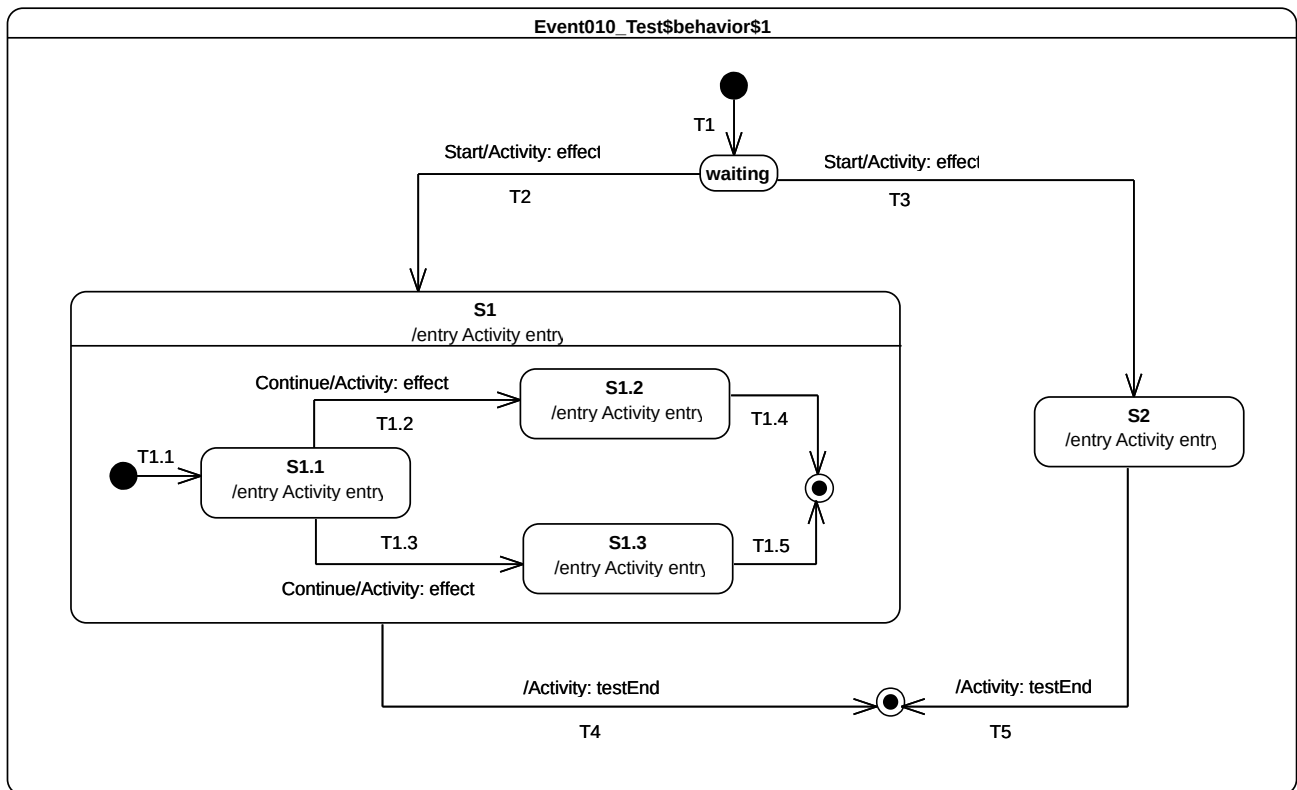 Event010_Test$behavior$1
T1
Start/Activity: effect
Start/Activity: effect
waiting
T2
T3
S1
/entry Activity entry
Continue/Activity: effect
S1.2
/entry Activity entry
T1.2
T1.4
S2
/entry Activity entry
T1.1
S1.1
/entry Activity entry
T1.3
S1.3
/entry Activity entry
T1.5
Continue/Activity: effect
/Activity: testEnd
/Activity: testEnd
T4
T5